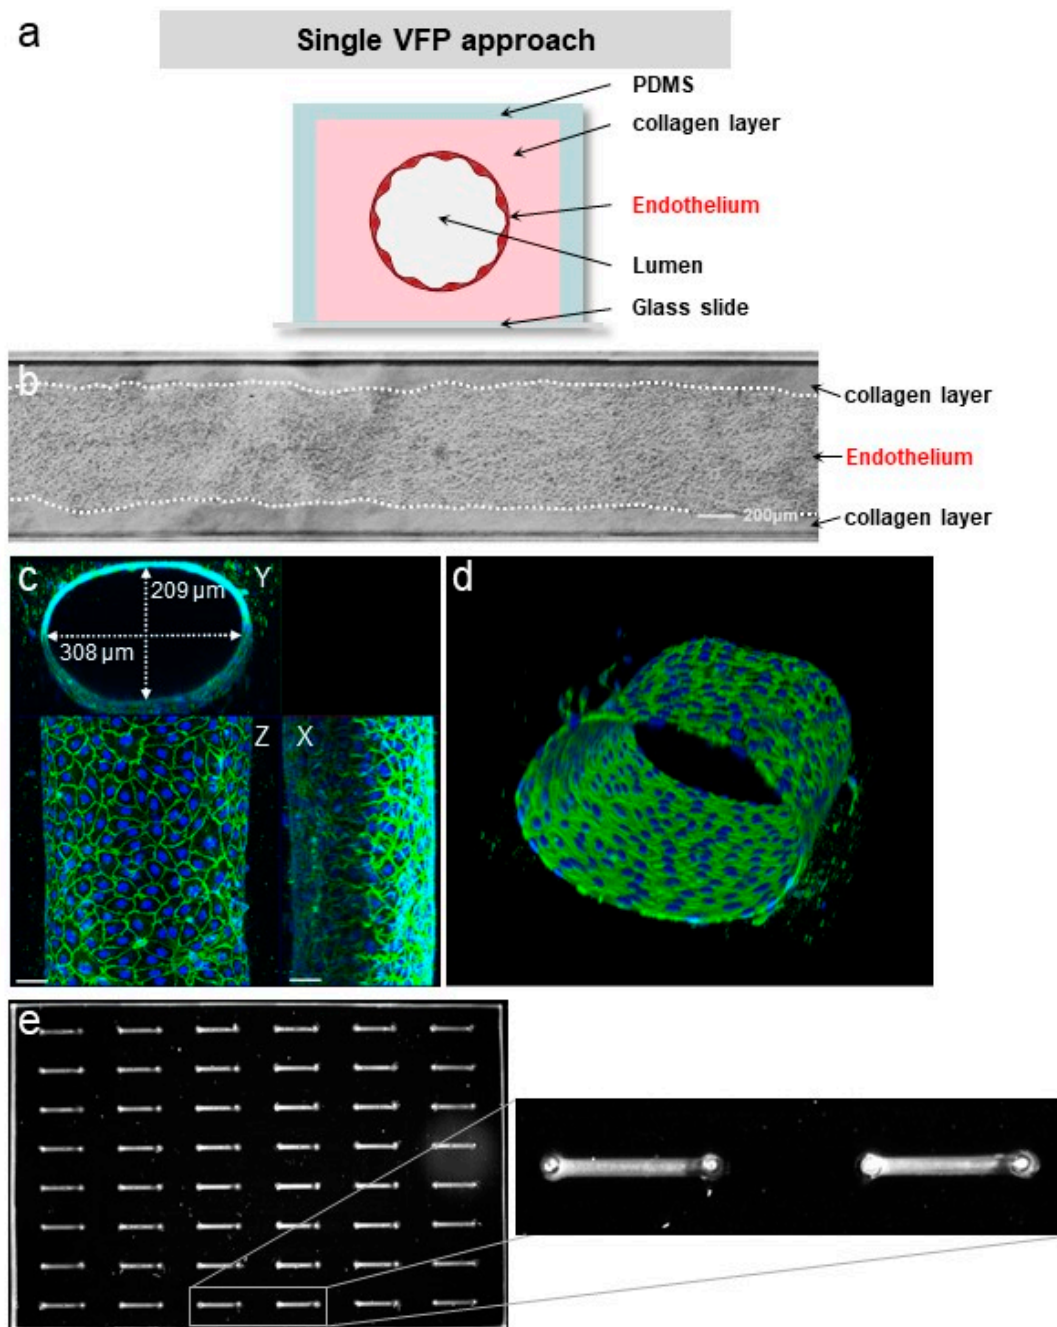 a
Single VFP approach
PDMS
collagen layer
Endothelium
Lumen
Glass slide
b
collagen layer
Endothelium
200µm
collagen layer
c
Y
209 µm
308 µm
Z
X
d
e